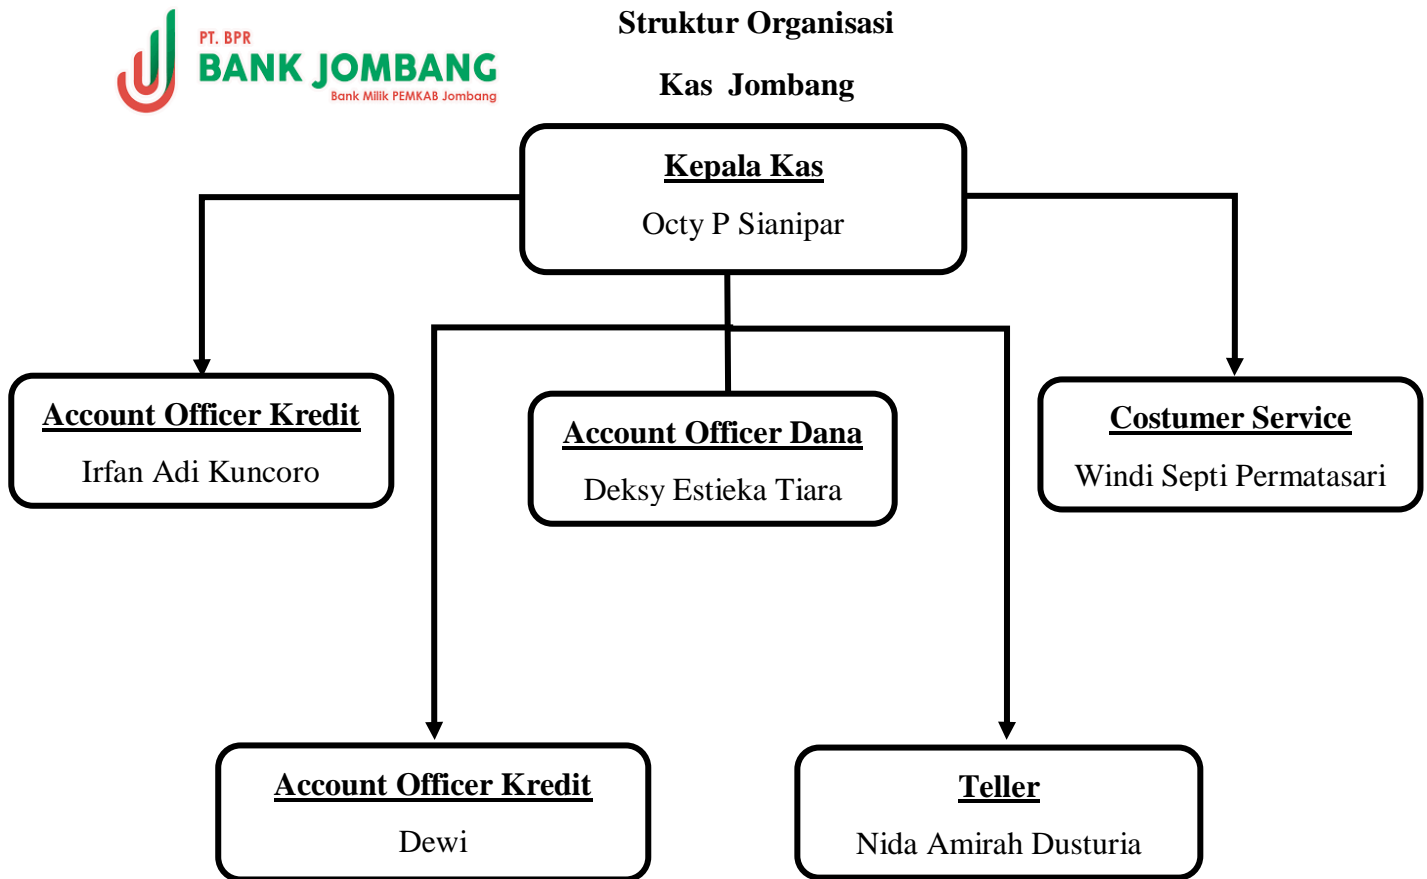 PT. BPR
BANK JOMBANG
Bank Milik PEMKAB Jombang
Struktur Organisasi
Kas Jombang
Kepala Kas
Octy P Sianipar
Account Officer Kredit
Irfan Adi Kuncoro
Account Officer Dana
Deksy Estieka Tiara
Costumer Service
Windi Septi Permatasari
Account Officer Kredit
Dewi
Teller
Nida Amirah Dusturia